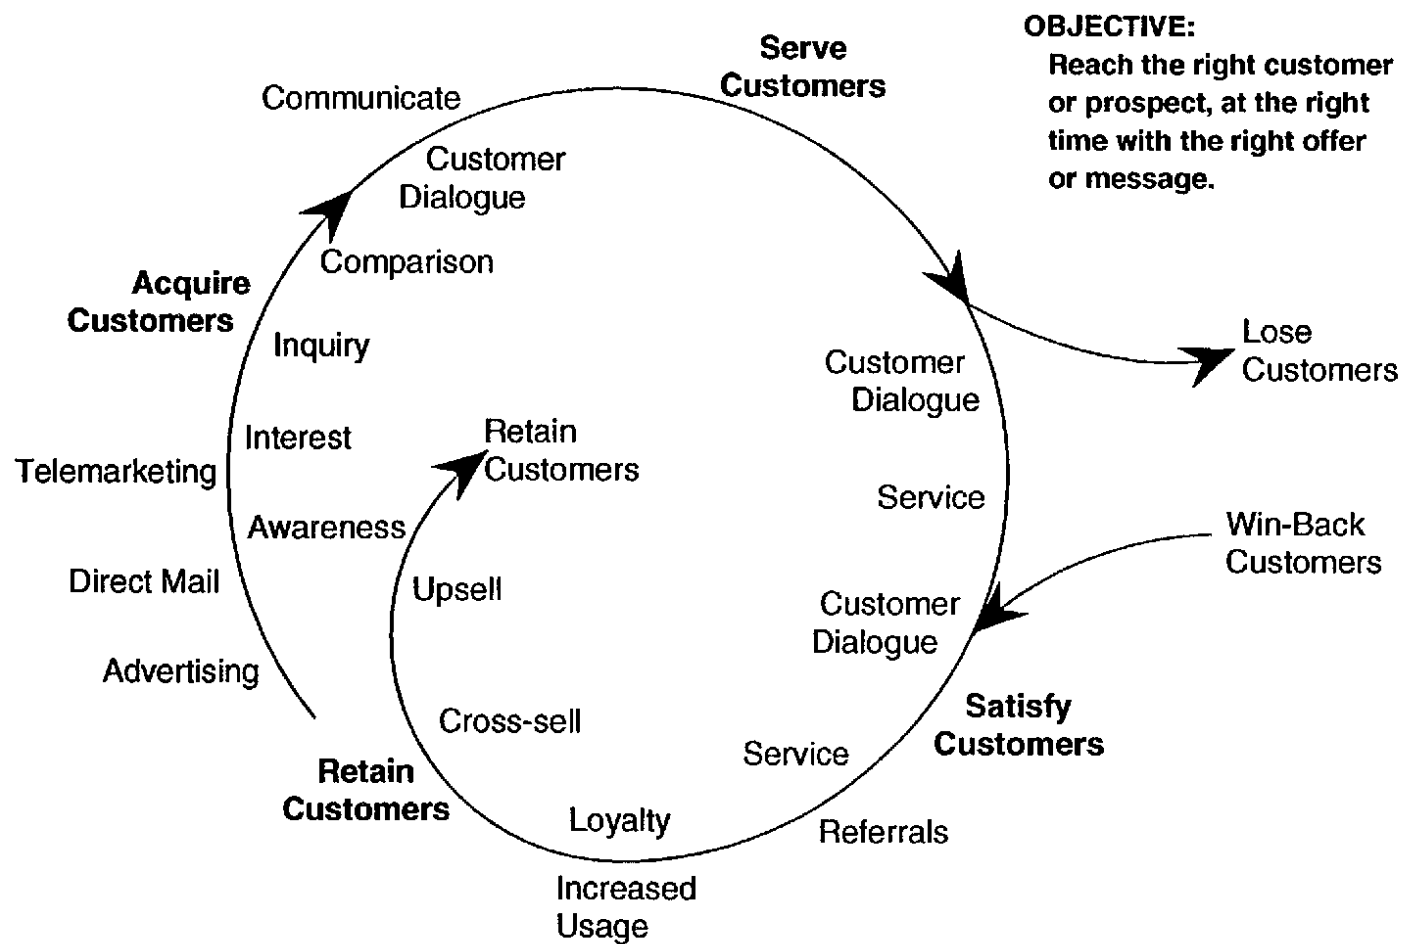 OBJECTIVE:
Reach the right customer
or prospect, at the right
time with the right offer
or message.
Serve
Customers
Communicate
Customer
Dialogue
Comparison
Acquire
Customers
Inquiry
Interest
Telemarketing
Awareness
Direct Mail
Advertising
Retain
Customers
Upsell
Cross-sell
Retain
Customers
Loyalty
Increased
Usage
Customer
Dialogue
Service
Customer
Dialogue
Service
Referrals
Satisfy
Customers
Lose
Customers
Win-Back
Customers